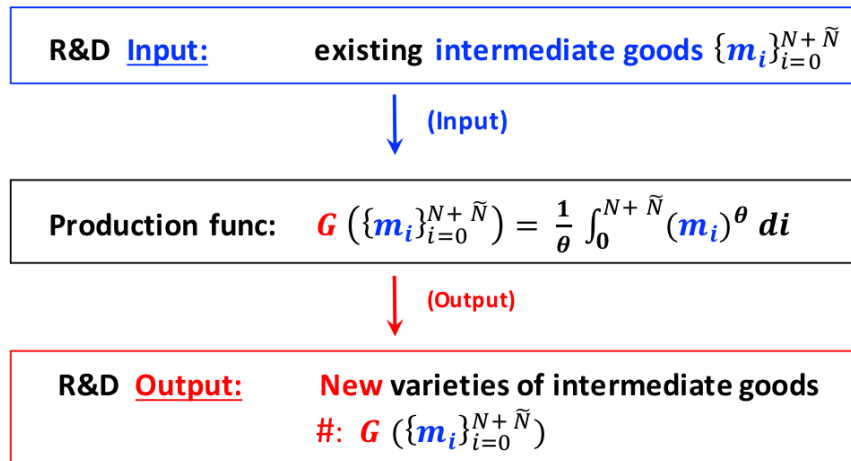 R&D Input: existing intermediate goods {m_i}_{i=0}^{N+Ñ}
(Input)
Production func: G ({m_i}_{i=0}^{N+Ñ}) = \frac{1}{θ} ∫_0^{N+Ñ} (m_i)^θ di
(Output)
R&D Output: New varieties of intermediate goods
#: G ({m_i}_{i=0}^{N+Ñ})